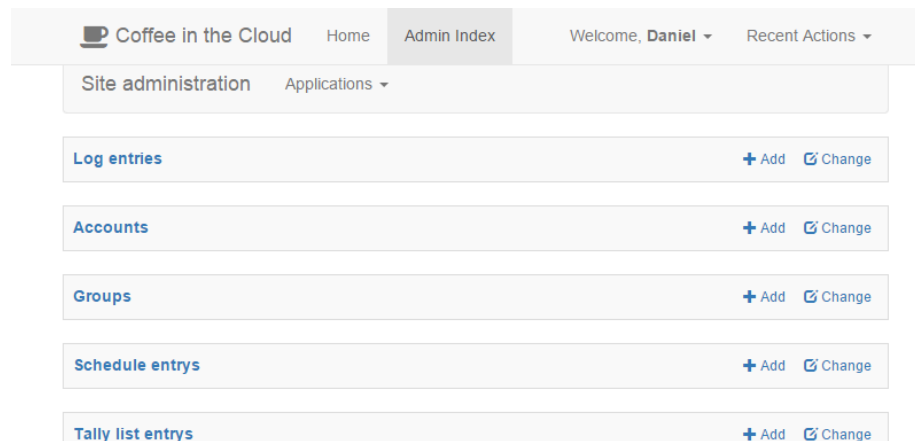 Coffee in the Cloud Home Admin Index Welcome, Daniel Recent Actions
Site administration Applications
Log entries Add Change
Accounts Add Change
Groups Add Change
Schedule entrys Add Change
Tally list entrys Add Change